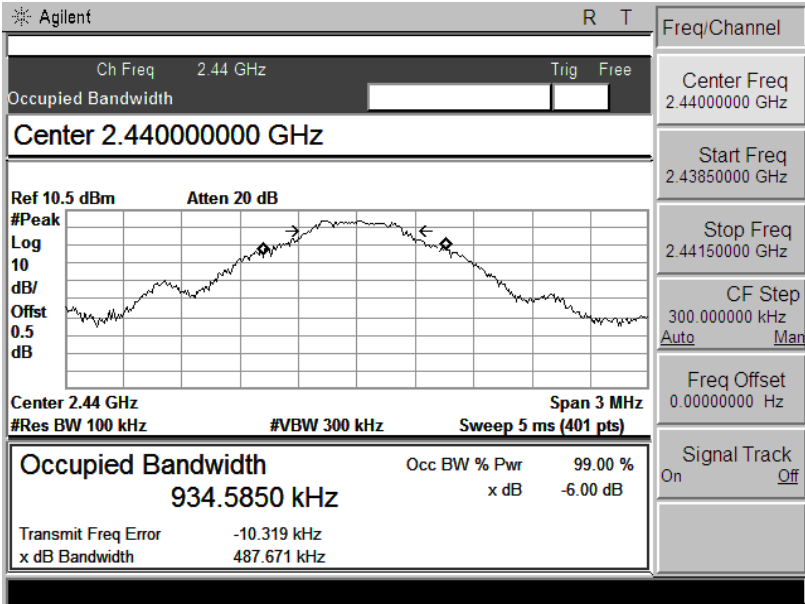 Agilent R T
Freq/Channel
Ch Freq 2.44 GHz Trig Free
Occupied Bandwidth
Center 2.440000000 GHz
Ref 10.5 dBm Atten 20 dB
#Peak
Log
10
dB/
Offst
0.5
dB
Center 2.44 GHz Span 3 MHz
#Res BW 100 kHz #VBW 300 kHz Sweep 5 ms (401 pts)
Occupied Bandwidth
934.5850 kHz
Occ BW % Pwr 99.00 %
x dB -6.00 dB
Transmit Freq Error -10.319 kHz
x dB Bandwidth 487.671 kHz
Center Freq
2.44000000 GHz
Start Freq
2.43850000 GHz
Stop Freq
2.44150000 GHz
CF Step
300.000000 kHz
Auto Man
Freq Offset
0.00000000 Hz
Signal Track
On Off